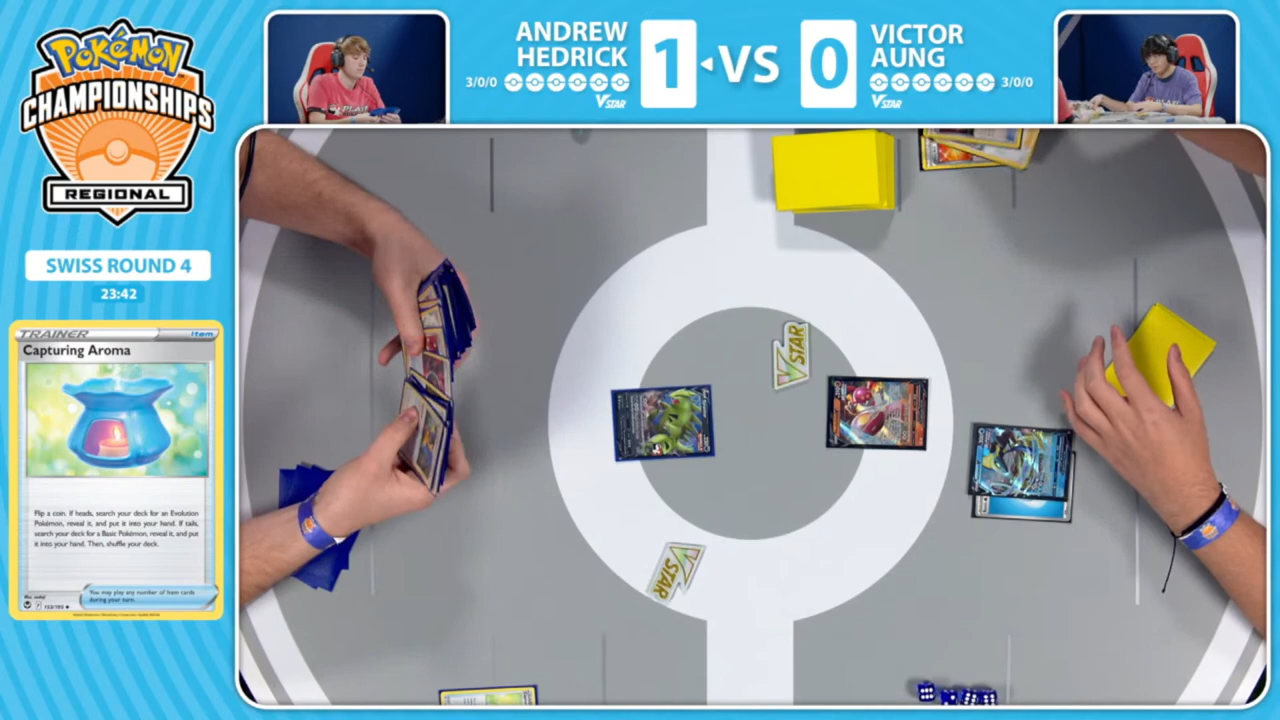 Pokémon
CHAMPIONSHIPS
REGIONAL
SWISS ROUND 4
23:42
ANDREW
HEDRICK
3/0/0
VSTAR
1
VS
0
VICTOR
AUNG
3/0/0
VSTAR
TRAINER
Item
Capturing Aroma
Flip a coin. If heads, search your deck for an Evolution
Pokémon, reveal it, and put it into your hand. If tails,
search your deck for a Basic Pokémon, reveal it, and put
it into your hand. Then, shuffle your deck.
You may play any number of Item cards
during your turn.
153/195
VSTAR
VSTAR